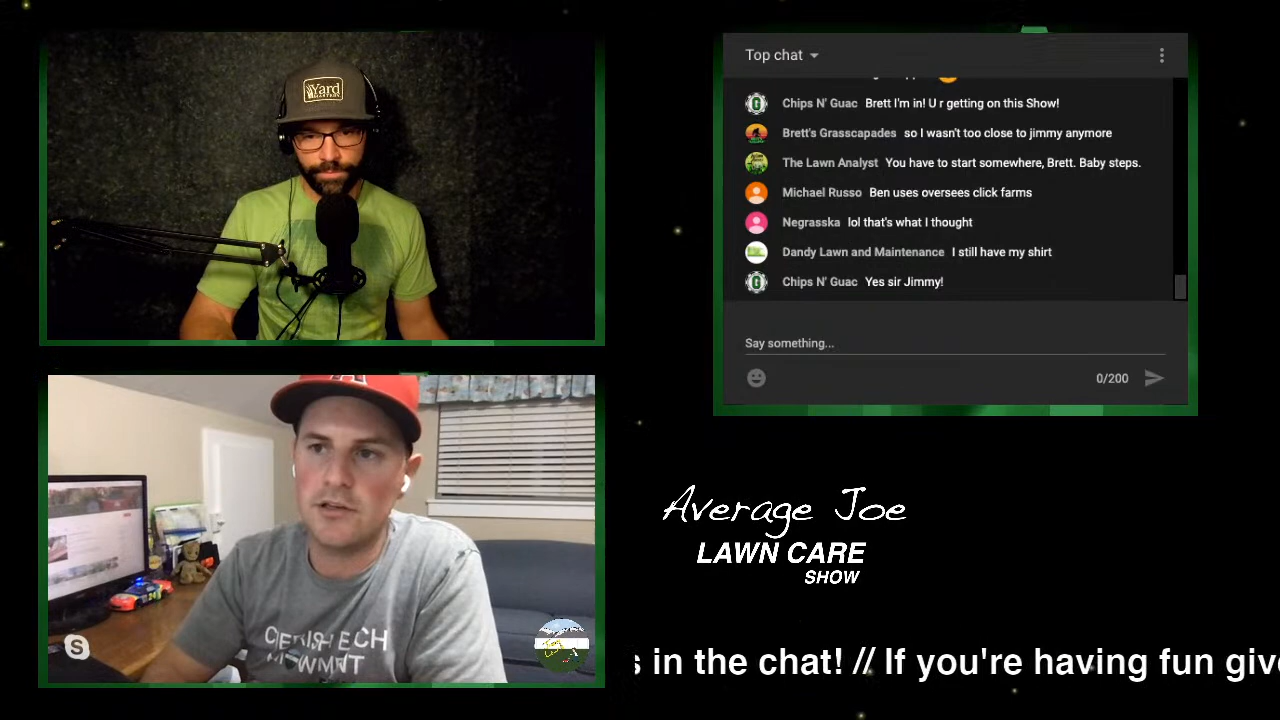 Yard
Top chat
Chips N' Guac Brett I'm in! U r getting on this Show!
Brett's Grasscapades so I wasn't too close to jimmy anymore
The Lawn Analyst You have to start somewhere, Brett. Baby steps.
Michael Russo Ben uses oversees click farms
Negrasska lol that's what I thought
Dandy Lawn and Maintenance I still have my shirt
Chips N' Guac Yes sir Jimmy!
Say something...
0/200
Average Joe
LAWN CARE
SHOW
s in the chat! // If you're having fun give
S